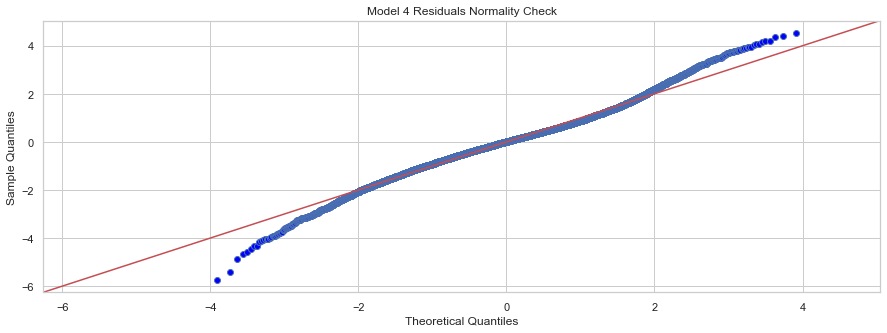 Model 4 Residuals Normality Check
4
2
0
−2
−4
−6
Sample Quantiles
−6 −4 −2 0 2 4
Theoretical Quantiles